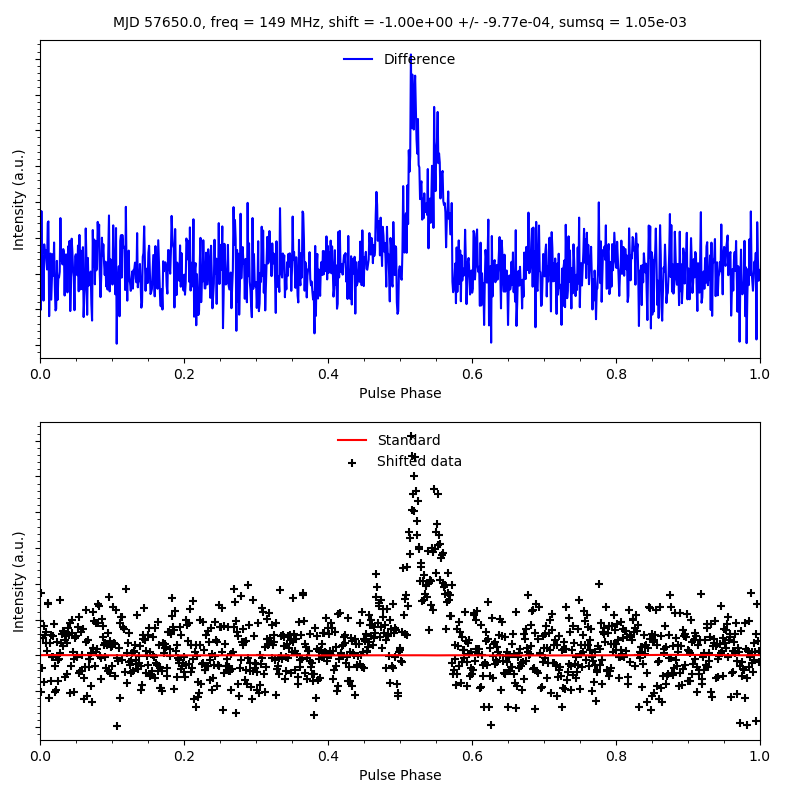 MJD 57650.0, freq = 149 MHz, shift = -1.00e+00 +/- -9.77e-04, sumsq = 1.05e-03
Difference
Intensity (a.u.)
0.0 0.2 0.4 0.6 0.8 1.0
Pulse Phase
Standard
Shifted data
Intensity (a.u.)
0.0 0.2 0.4 0.6 0.8 1.0
Pulse Phase